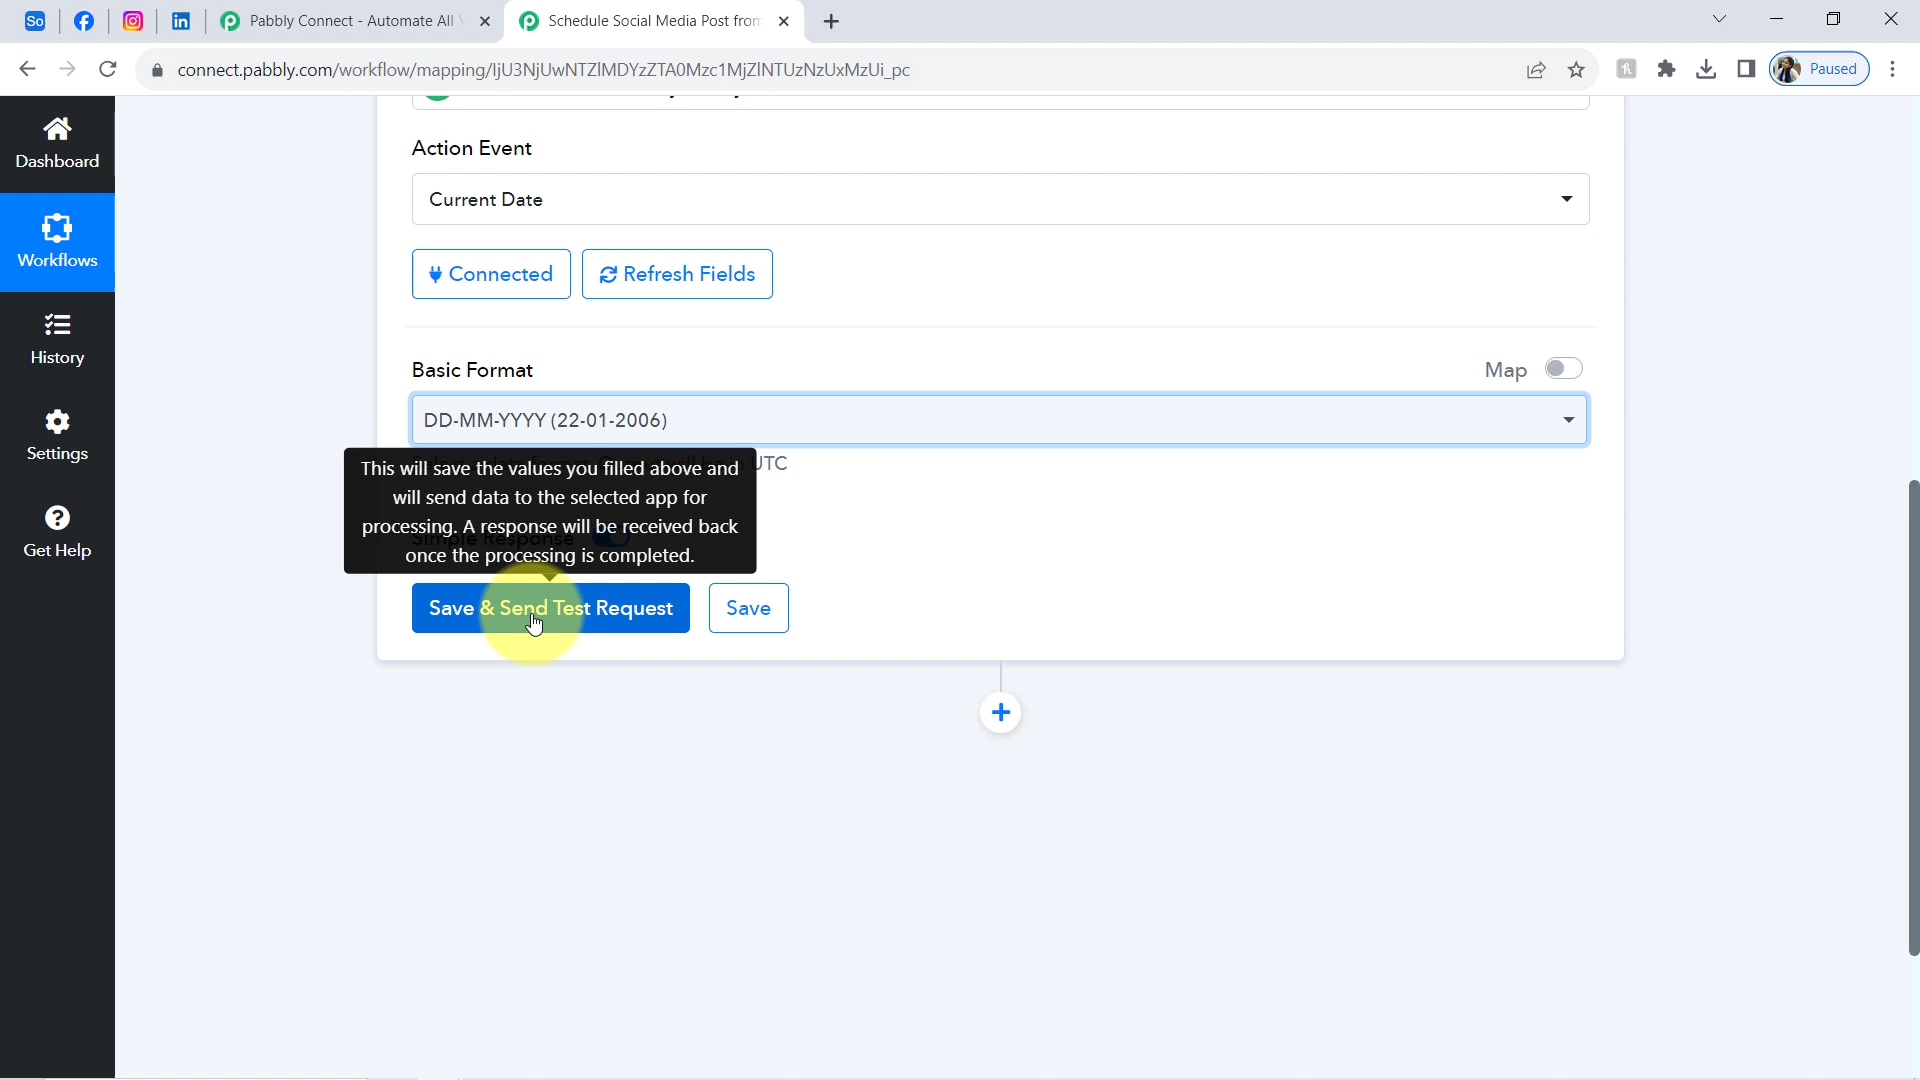 So
Pabbly Connect - Automate All
Schedule Social Media Post from
connect.pabbly.com/workflow/mapping/IjU3NjUwNTZlMDYzZTA0Mzc1MjZlNTUzNzUxMzUi_pc
Paused
Dashboard
Workflows
History
Settings
Get Help
Action Event
Current Date
Connected
Refresh Fields
Basic Format
Map
DD-MM-YYYY (22-01-2006)
UTC
This will save the values you filled above and
will send data to the selected app for
processing. A response will be received back
once the processing is completed.
Simple Response
Save & Send Test Request
Save